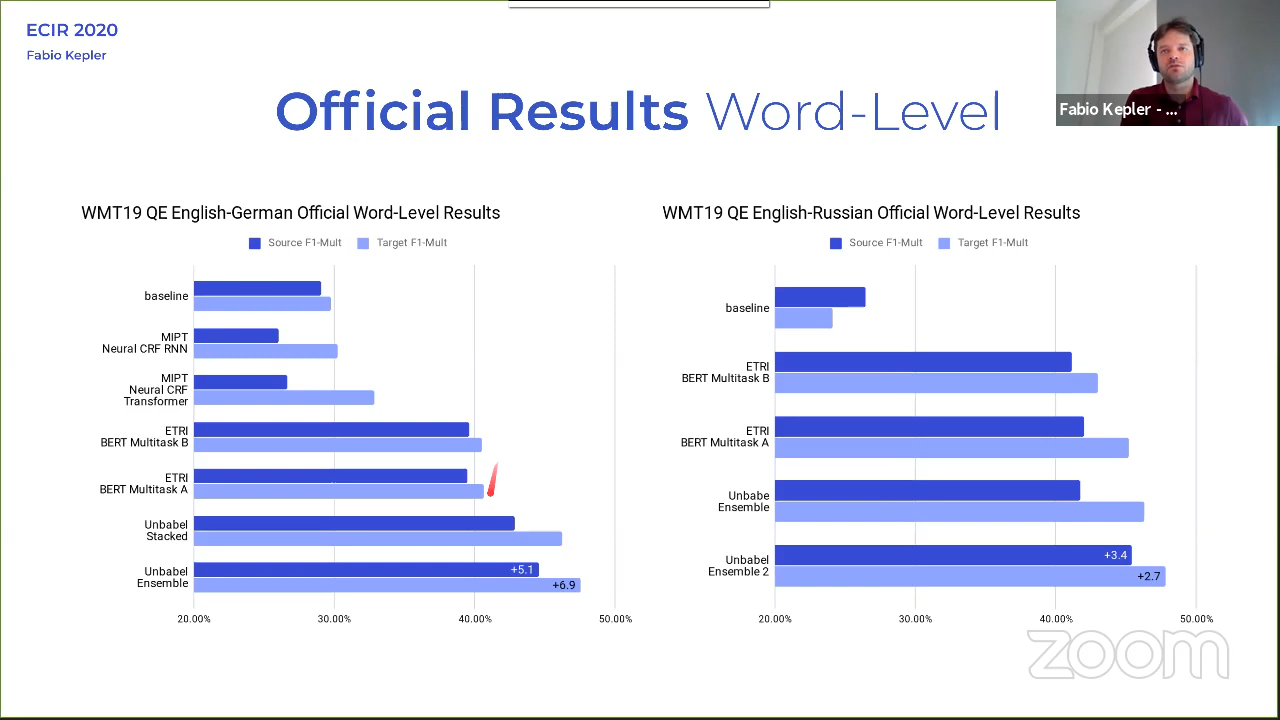 ECIR 2020
Fabio Kepler
Fabio Kepler - ...
Official Results Word-Level
WMT19 QE English-German Official Word-Level Results
Source F1-Mult Target F1-Mult
baseline
MIPT
Neural CRF RNN
MIPT
Neural CRF
Transformer
ETRI
BERT Multitask B
ETRI
BERT Multitask A
Unbabel
Stacked
Unbabel
Ensemble
+5.1
+6.9
20.00% 30.00% 40.00% 50.00%
WMT19 QE English-Russian Official Word-Level Results
Source F1-Mult Target F1-Mult
baseline
ETRI
BERT Multitask B
ETRI
BERT Multitask A
Unbabe
Ensemble
Unbabel
Ensemble 2
+3.4
+2.7
20.00% 30.00% 40.00% 50.00%
zoom